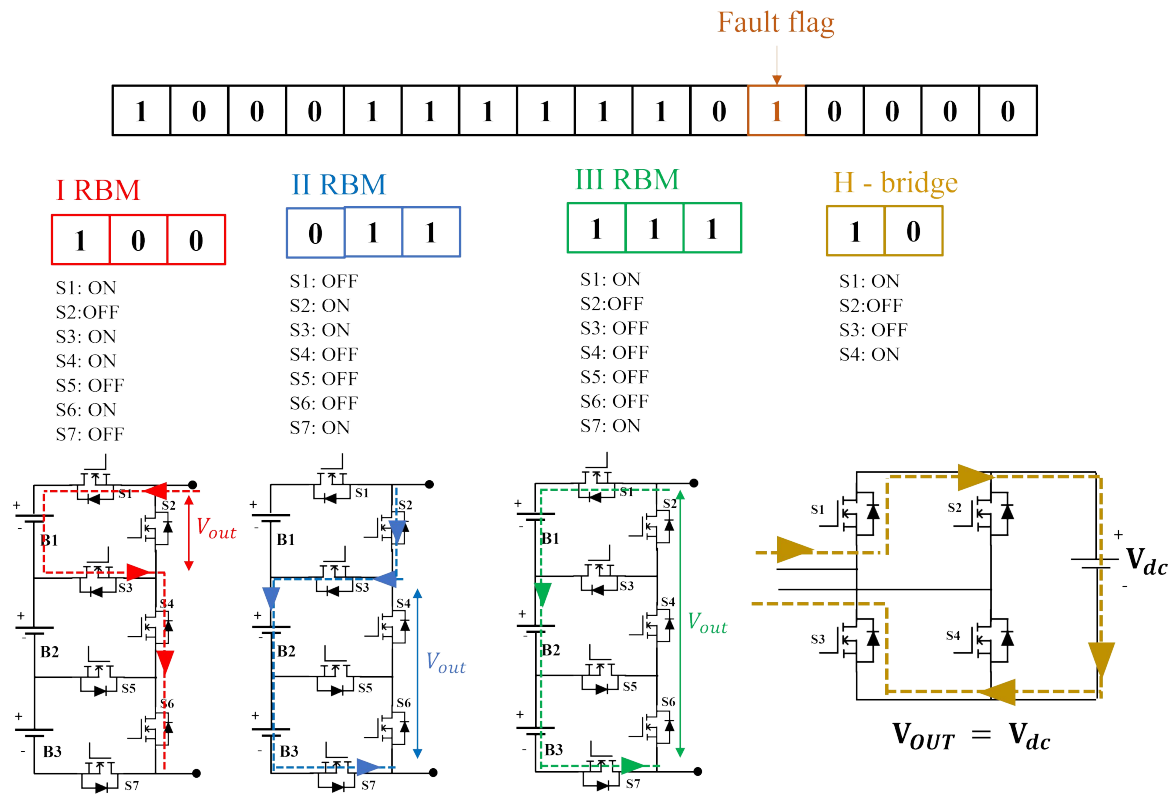 Fault flag
1 0 0 0 1 1 1 1 1 1 0 1 0 0 0 0
I RBM
1 0 0
S1: ON
S2:OFF
S3: ON
S4: ON
S5: OFF
S6: ON
S7: OFF
II RBM
0 1 1
S1: OFF
S2: ON
S3: ON
S4: OFF
S5: OFF
S6: OFF
S7: ON
III RBM
1 1 1
S1: ON
S2:OFF
S3: OFF
S4: OFF
S5: OFF
S6: OFF
S7: ON
H - bridge
1 0
S1: ON
S2:OFF
S3: OFF
S4: ON
S1
S2
+
-
B1
Vout
S3
S4
+
-
B2
S5
S6
+
-
B3
S7
S1
S2
+
-
B1
S3
S4
+
-
B2
Vout
S5
S6
+
-
B3
S7
S1
S2
+
-
B1
S3
S4
+
-
B2
Vout
S5
S6
+
-
B3
S7
S1
S2
+
Vdc
-
S3
S4
VOUT = Vdc